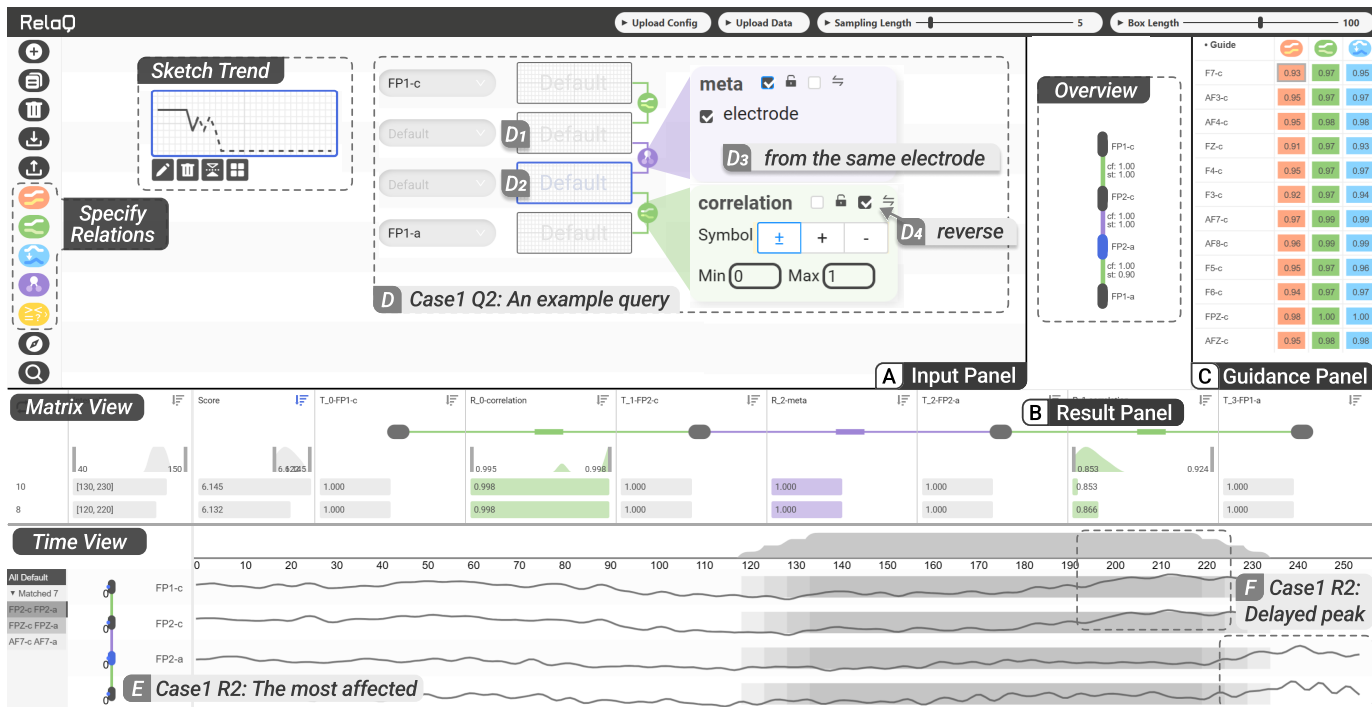 RelaQ
Upload Config
Upload Data
Sampling Length 5
Box Length 100
Sketch Trend
Specify
Relations
FP1-c
Default
Default
FP1-a
Default
Default
Default
Default
D1
D2
meta
electrode
D3 from the same electrode
correlation
D4 reverse
Symbol ± + -
Min 0 Max 1
D Case1 Q2: An example query
A Input Panel
Overview
FP1-c
cf: 1.00
st: 1.00
FP2-c
cf: 1.00
st: 1.00
FP2-a
cf: 1.00
st: 0.90
FP1-a
• Guide
F7-c 0.93 0.97 0.95
AF3-c 0.95 0.97 0.97
AF4-c 0.95 0.98 0.98
FZ-c 0.91 0.97 0.93
F4-c 0.95 0.97 0.97
F3-c 0.92 0.97 0.94
AF7-c 0.97 0.99 0.99
AF8-c 0.96 0.99 0.99
F5-c 0.95 0.97 0.96
F6-c 0.94 0.97 0.97
FPZ-c 0.98 1.00 1.00
AFZ-c 0.95 0.98 0.98
C Guidance Panel
Matrix View
Score T_0-FP1-c R_0-correlation T_1-FP2-c R_2-meta T_2-FP2-a T_3-FP1-a
B Result Panel
40 150 0.995 0.998 0.853 0.924
10 [130, 230] 6.145 1.000 0.998 1.000 1.000 1.000 0.853 1.000
8 [120, 220] 6.132 1.000 0.998 1.000 1.000 1.000 0.866 1.000
Time View
0 10 20 30 40 50 60 70 80 90 100 110 120 130 140 150 160 170 180 190 200 210 220 230 240 250
All Default
Matched 7
FP2-c FP2-a
FPZ-c FPZ-a
AF7-c AF7-a
0
0
0
0
FP1-c
FP2-c
FP2-a
F Case1 R2:
Delayed peak
E Case1 R2: The most affected